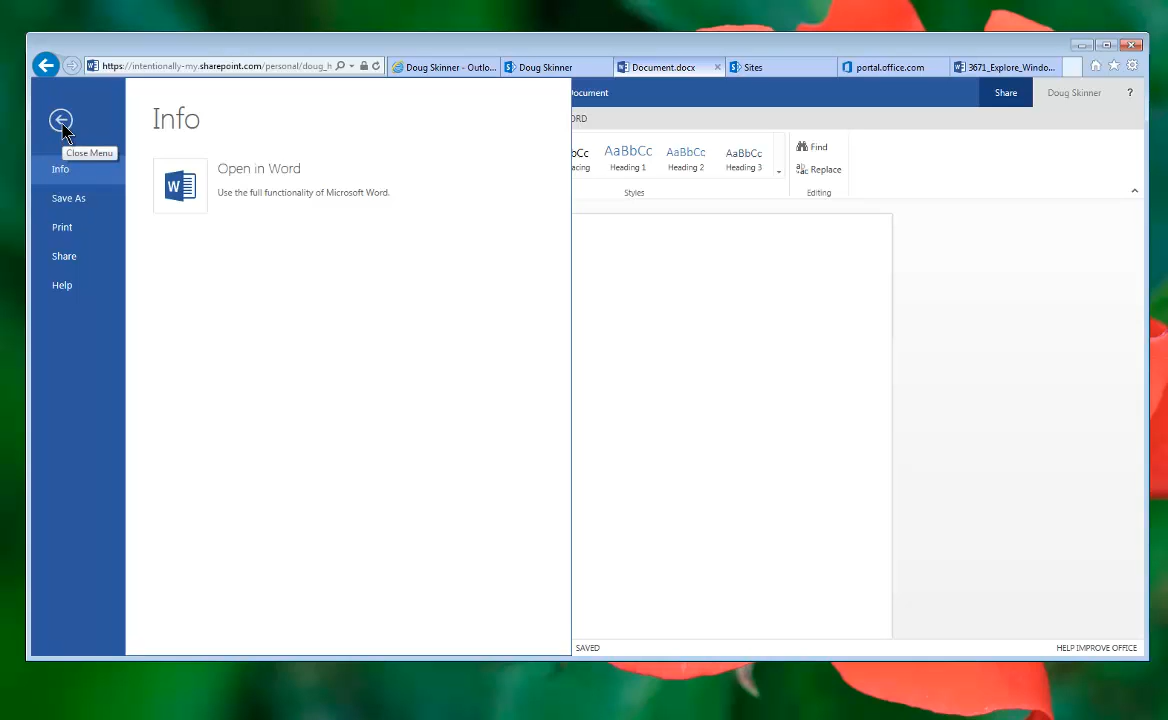 https://intentionally-my.sharepoint.com/personal/doug_h
Doug Skinner - Outlo...
Doug Skinner
Document.docx
Sites
portal.office.com
3671_Explore_Windo...
ocument
Share
Doug Skinner
?
Info
ORD
Close Menu
Info
Save As
Print
Share
Help
W
Open in Word
Use the full functionality of Microsoft Word.
bCc
acing
AaBbCc
Heading 1
AaBbCc
Heading 2
AaBbCc
Heading 3
Styles
Find
Replace
Editing
SAVED
HELP IMPROVE OFFICE